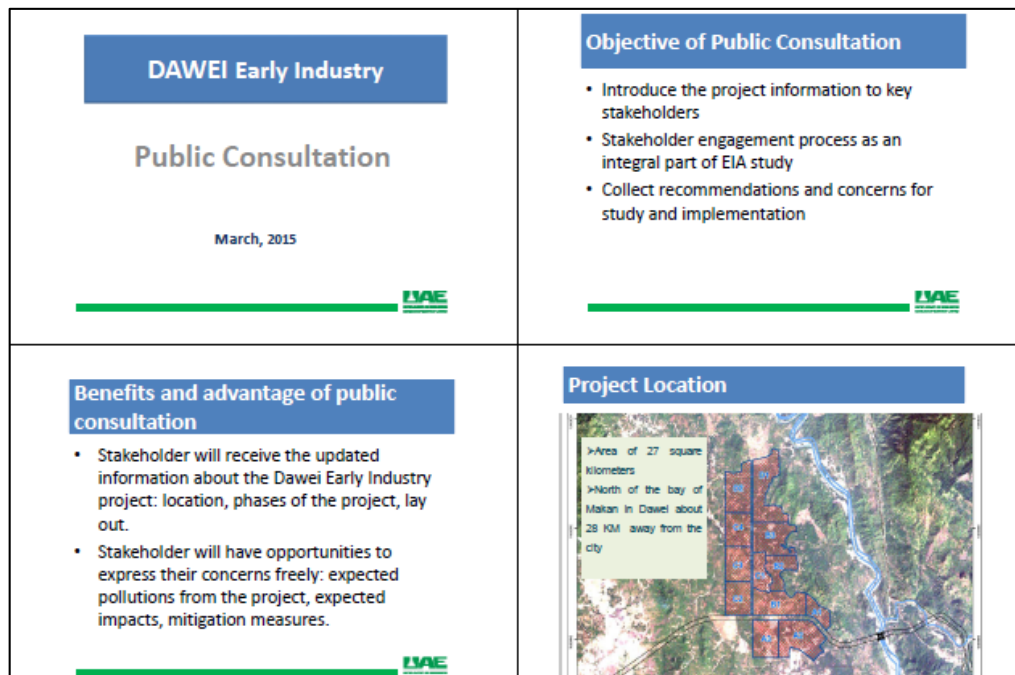 DAWEI Early Industry
Public Consultation
March, 2015
UAE
Objective of Public Consultation
• Introduce the project information to key
stakeholders
• Stakeholder engagement process as an
integral part of EIA study
• Collect recommendations and concerns for
study and implementation
UAE
Benefits and advantage of public
consultation
• Stakeholder will receive the updated
information about the Dawei Early Industry
project: location, phases of the project, lay
out.
• Stakeholder will have opportunities to
express their concerns freely: expected
pollutions from the project, expected
impacts, mitigation measures.
UAE
Project Location
➢Area of 27 square
kilometers
➢North of the bay of
Makan in Dawei about
28 KM away from the
city